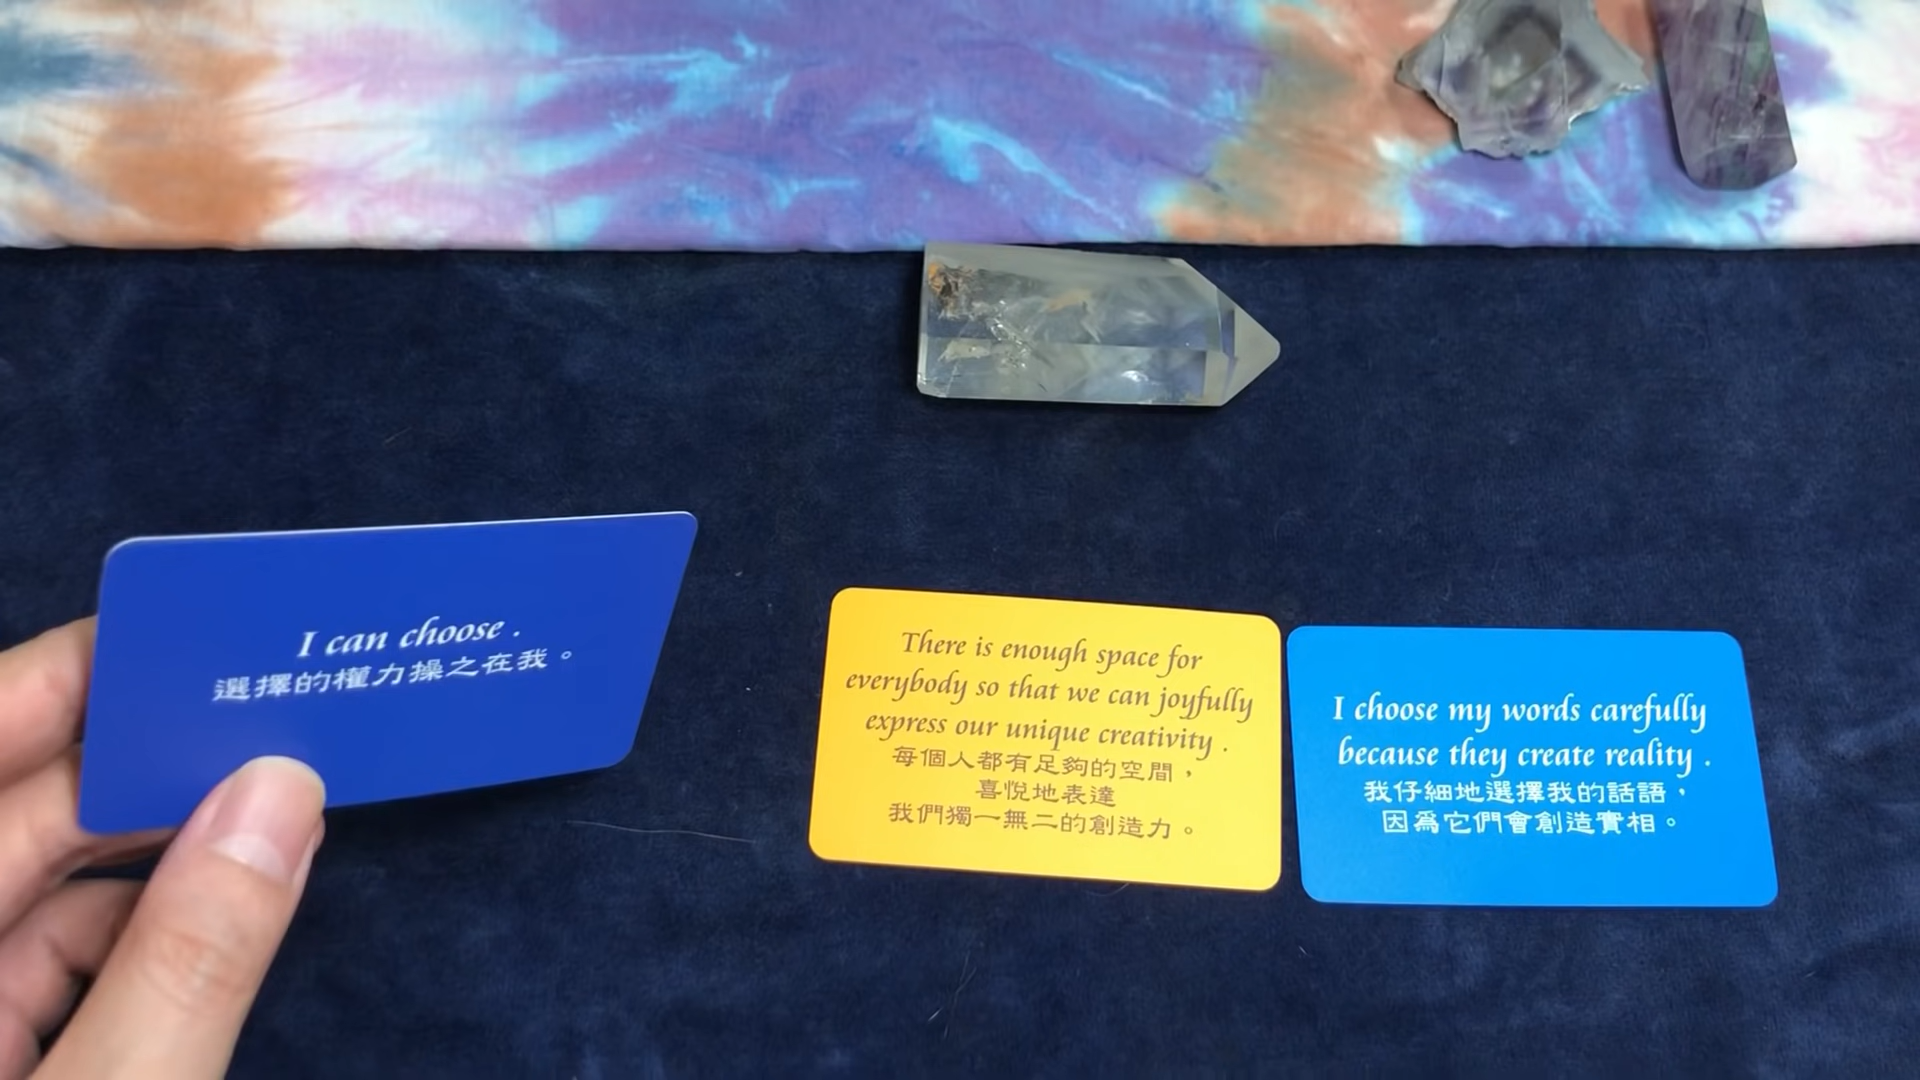 I can choose .
選擇的權力操之在我。
There is enough space for
everybody so that we can joyfully
express our unique creativity .
每個人都有足夠的空間，
喜悅地表達
我們獨一無二的創造力。
I choose my words carefully
because they create reality .
我仔細地選擇我的話語，
因為它們會創造實相。